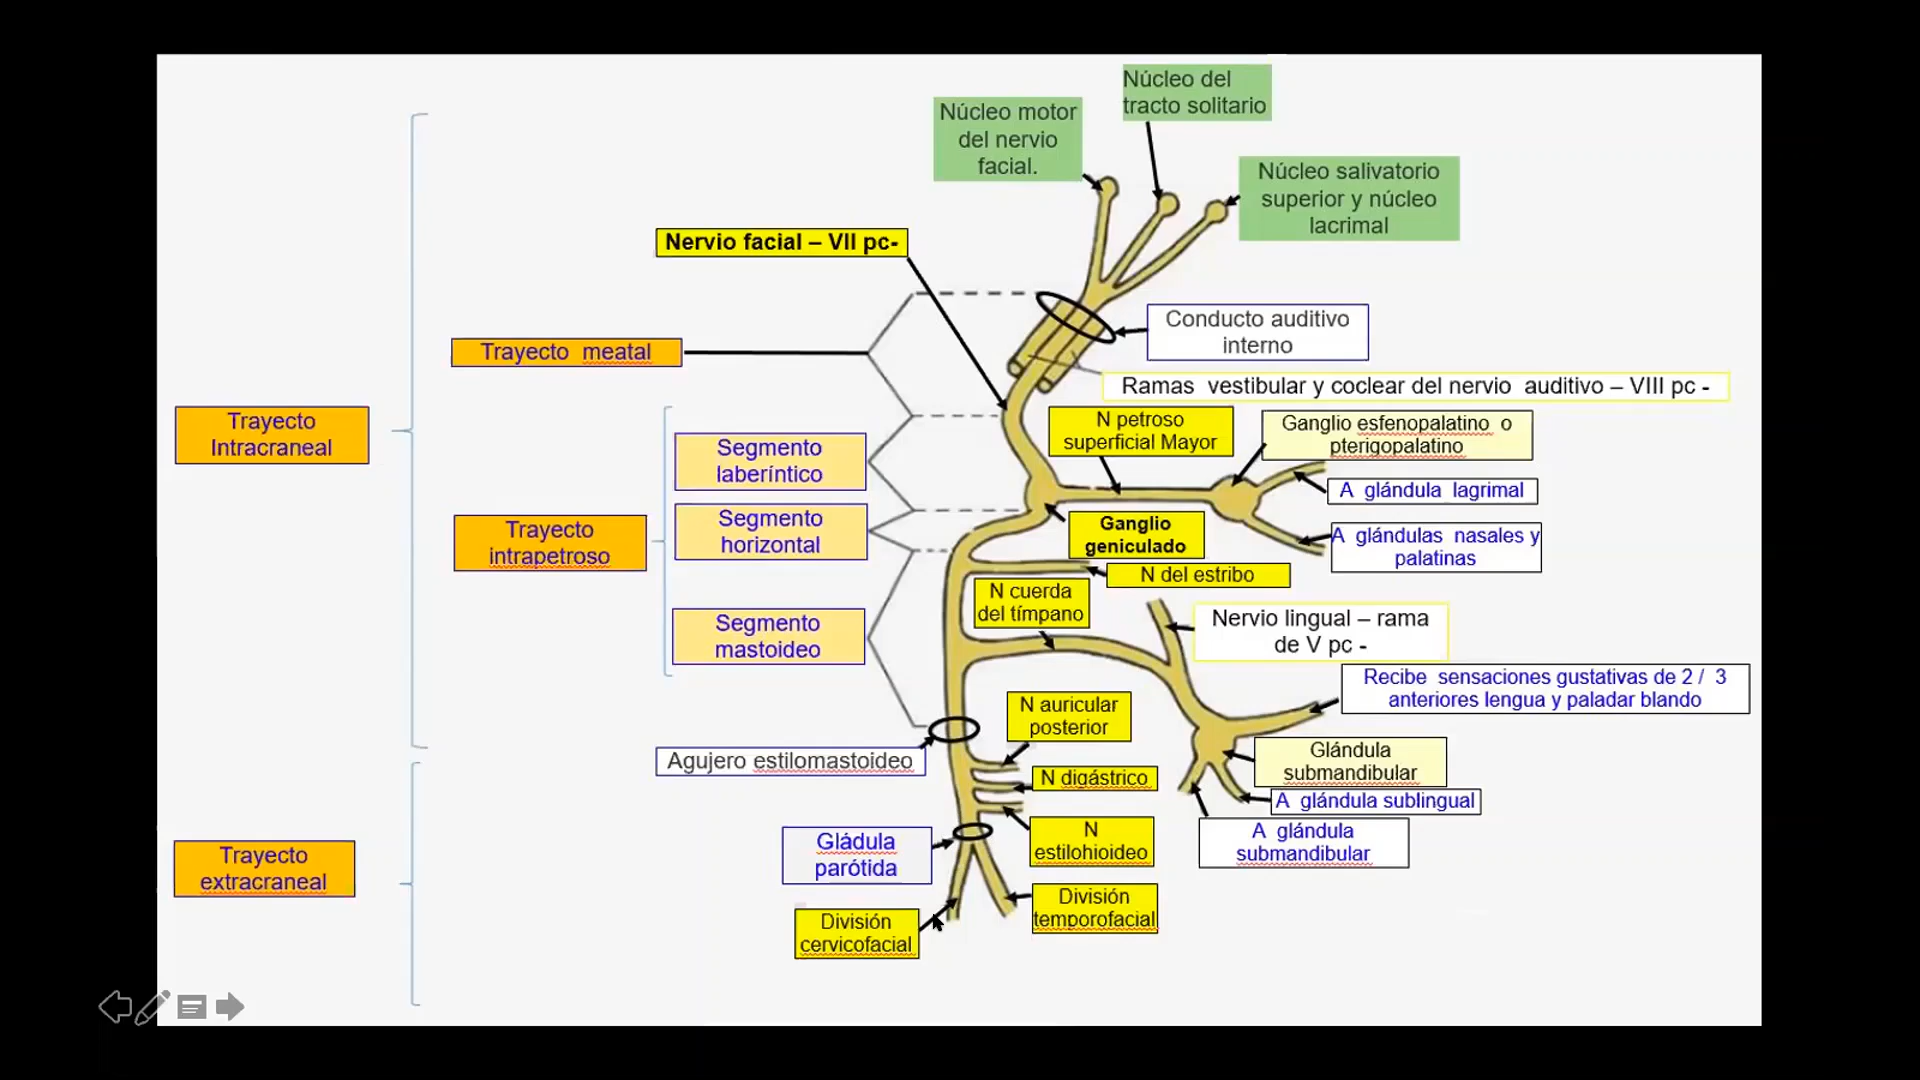 Núcleo del
tracto solitario
Núcleo motor
del nervio
facial.
Núcleo salivatorio
superior y núcleo
lacrimal
Nervio facial – VII pc-
Conducto auditivo
interno
Trayecto meatal
Ramas vestibular y coclear del nervio auditivo – VIII pc -
Trayecto
Intracraneal
N petroso
superficial Mayor
Ganglio esfenopalatino o
pterigopalatino
Segmento
laberíntico
A glándula lagrimal
Trayecto
intrapetroso
Segmento
horizontal
Ganglio
geniculado
A glándulas nasales y
palatinas
N del estribo
N cuerda
del tímpano
Segmento
mastoideo
Nervio lingual – rama
de V pc -
Recibe sensaciones gustativas de 2 / 3
anteriores lengua y paladar blando
N auricular
posterior
Agujero estilomastoideo
Glándula
submandibular
N digástrico
A glándula sublingual
Trayecto
extracraneal
Gládula
parótida
N
estilohioideo
A glándula
submandibular
División
temporofacial
División
cervicofacial